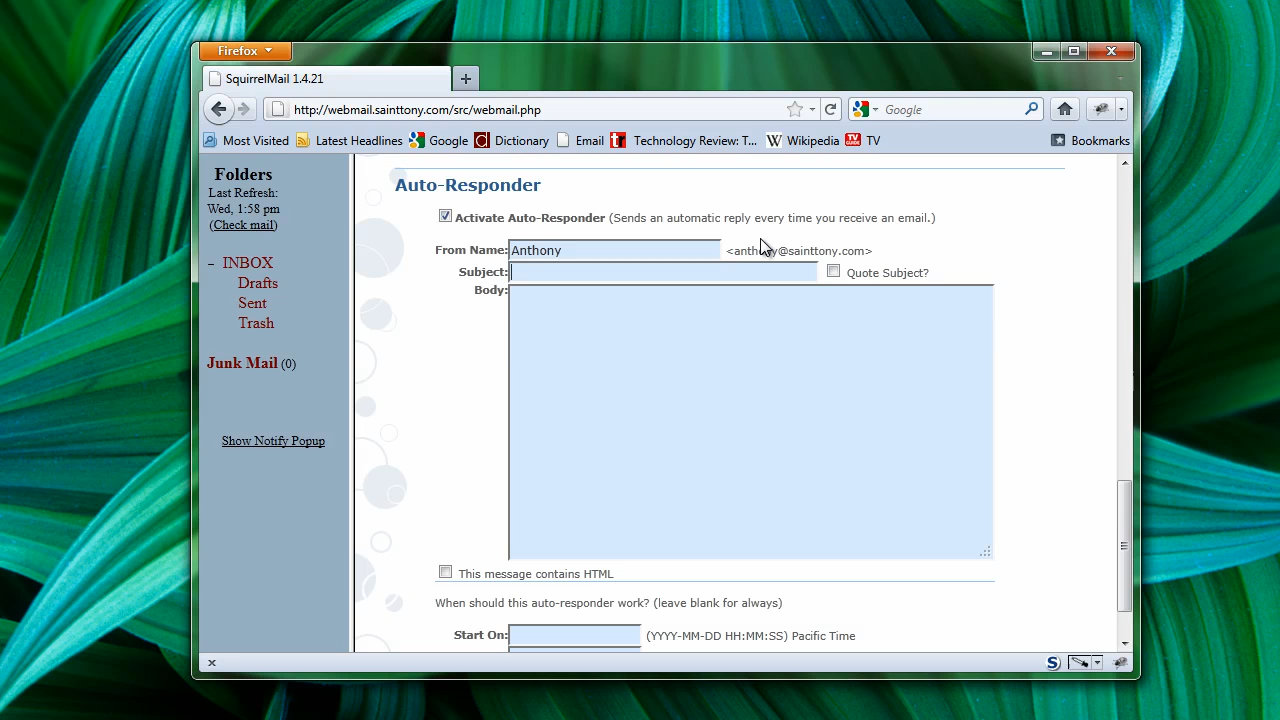 Firefox
SquirrelMail 1.4.21
http://webmail.sainttony.com/src/webmail.php
Google
Most Visited Latest Headlines Google Dictionary Email Technology Review: T... Wikipedia TV Bookmarks
Folders
Last Refresh:
Wed, 1:58 pm
(Check mail)
– INBOX
Drafts
Sent
Trash
Junk Mail (0)
Show Notify Popup
Auto-Responder
Activate Auto-Responder (Sends an automatic reply every time you receive an email.)
From Name: Anthony <anthony@sainttony.com>
Subject: Quote Subject?
Body:
This message contains HTML
When should this auto-responder work? (leave blank for always)
Start On: (YYYY-MM-DD HH:MM:SS) Pacific Time
x
S